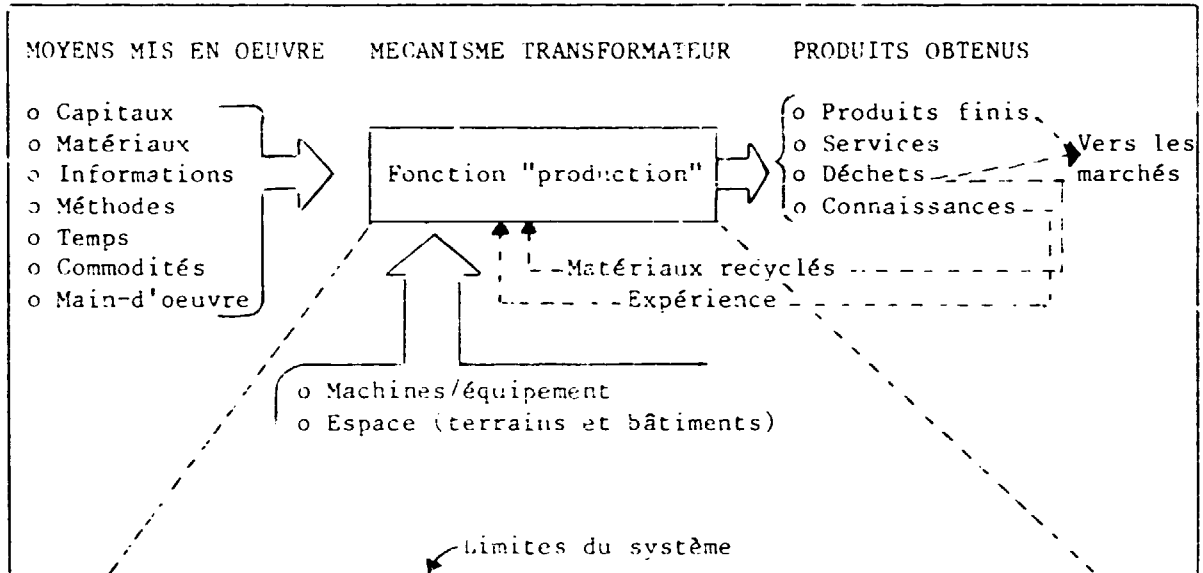 MOYENS MIS EN OEUVRE MECANISME TRANSFORMATEUR PRODUITS OBTENUS
o Capitaux
o Matériaux
o Informations
o Méthodes
o Temps
o Commodités
o Main-d'oeuvre
Fonction "production"
o Produits finis
o Services
o Déchets
o Connaissances
Vers les
marchés
Matériaux recyclés
Expérience
o Machines/équipement
o Espace (terrains et bâtiments)
Limites du système